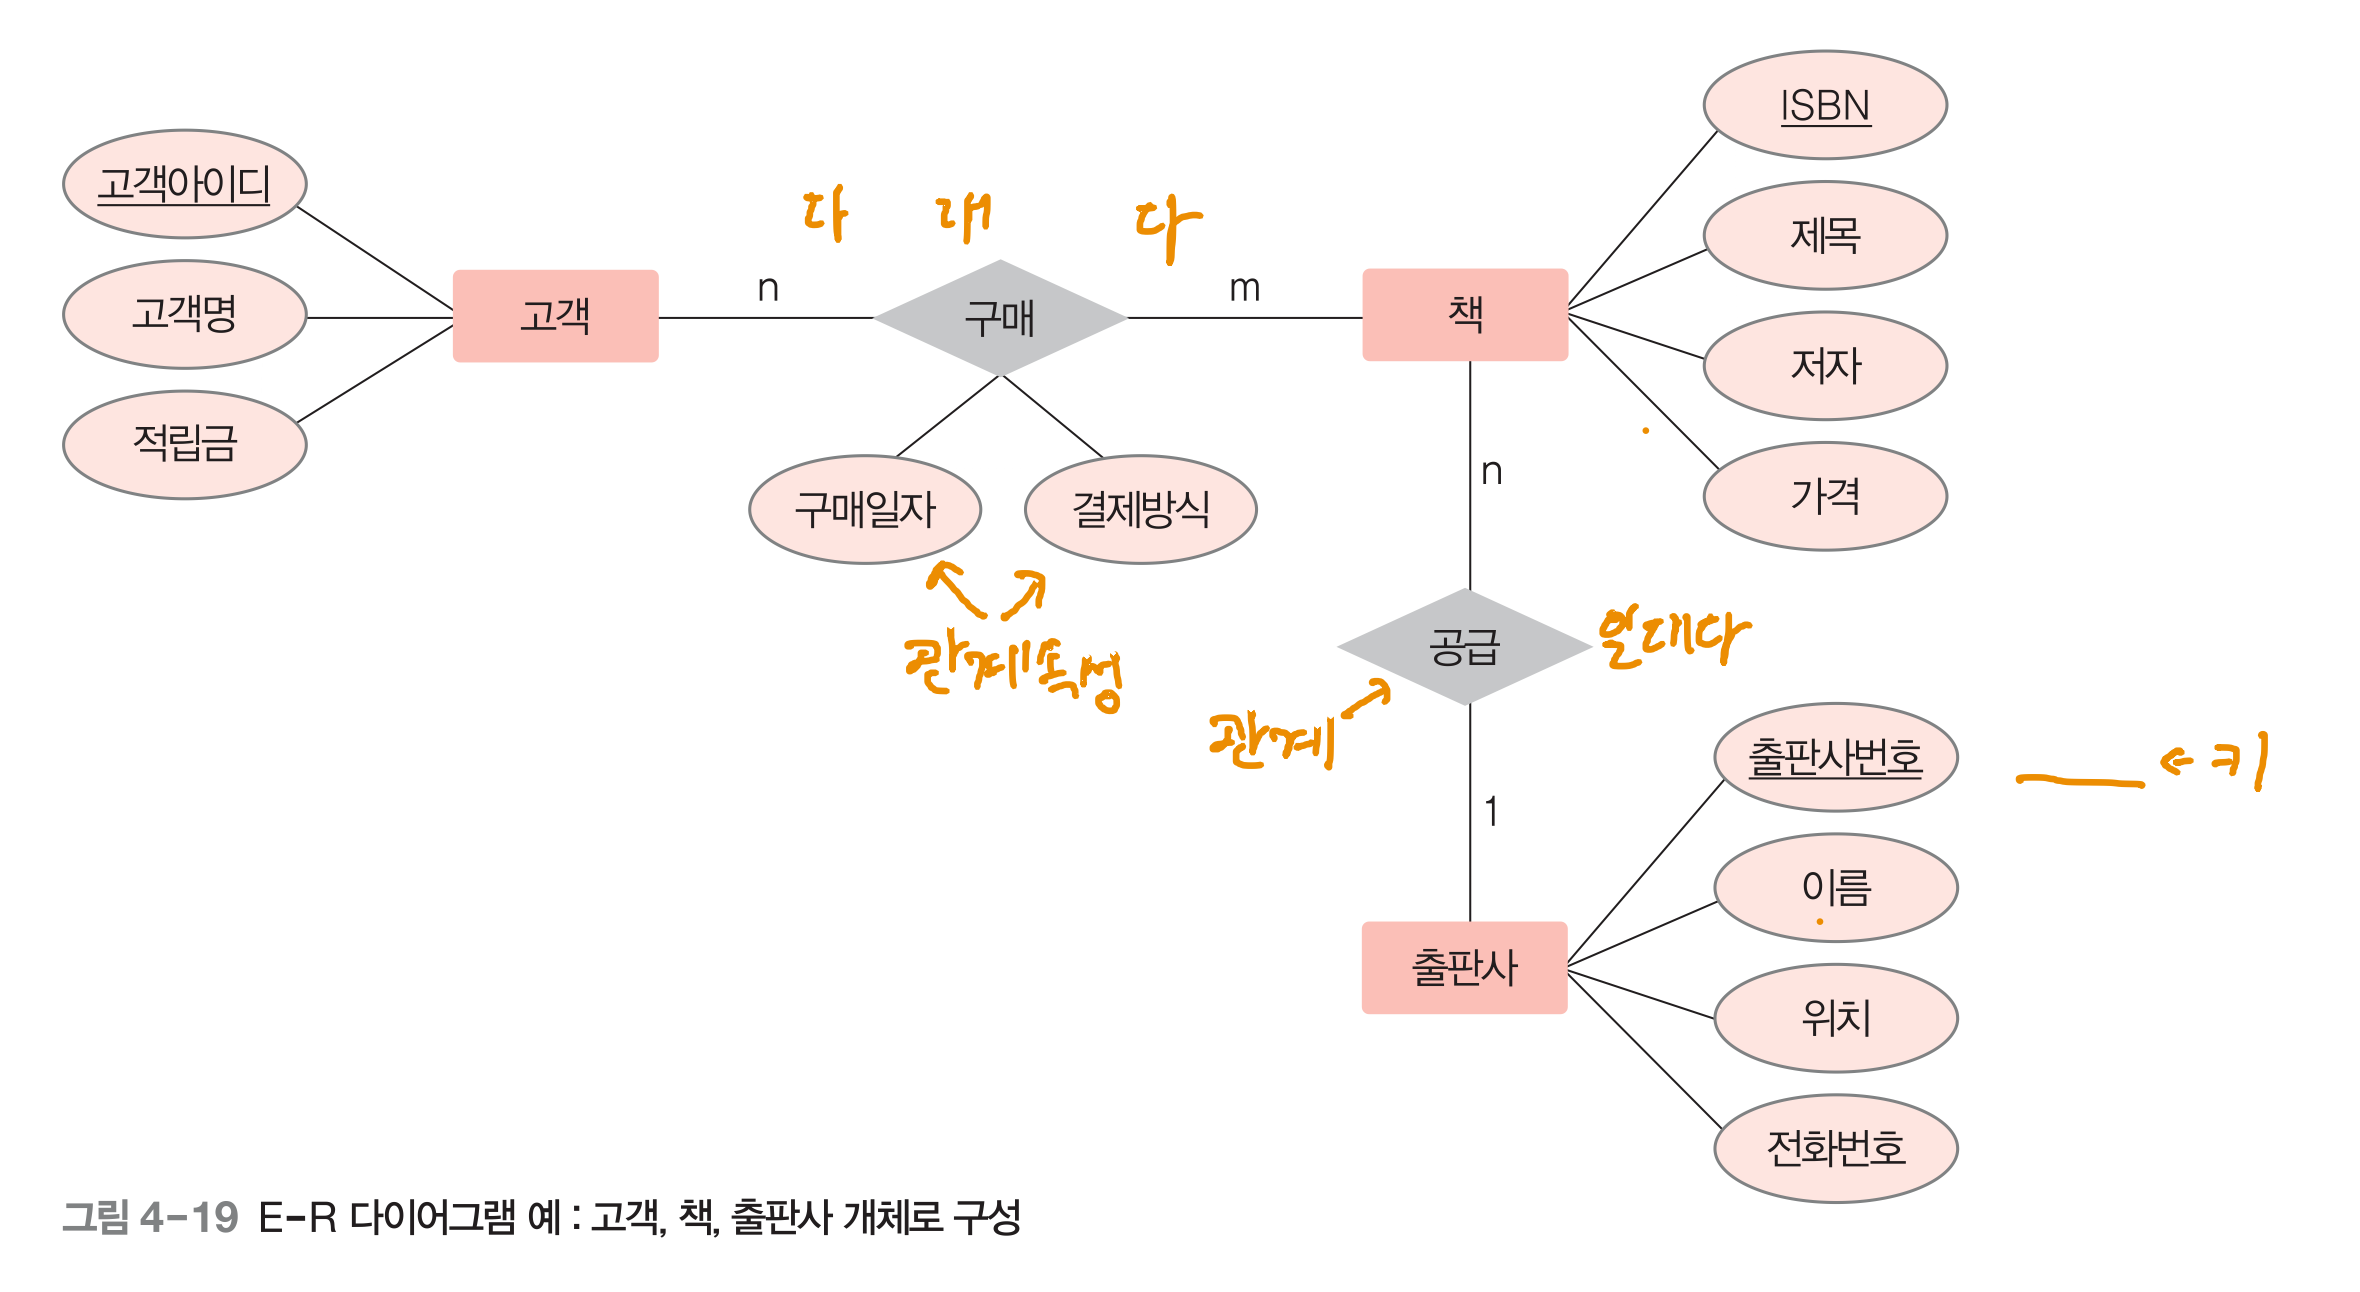 ISBN
고객아이디
다 대 다
제목
고객명
고객
n
구매
m
책
저자
적립금
n
가격
구매일자
결제방식
관계속성
공급
일대다
관계
출판사번호
← 키
1
이름
출판사
위치
전화번호
그림 4-19 E-R 다이어그램 예 : 고객, 책, 출판사 개체로 구성